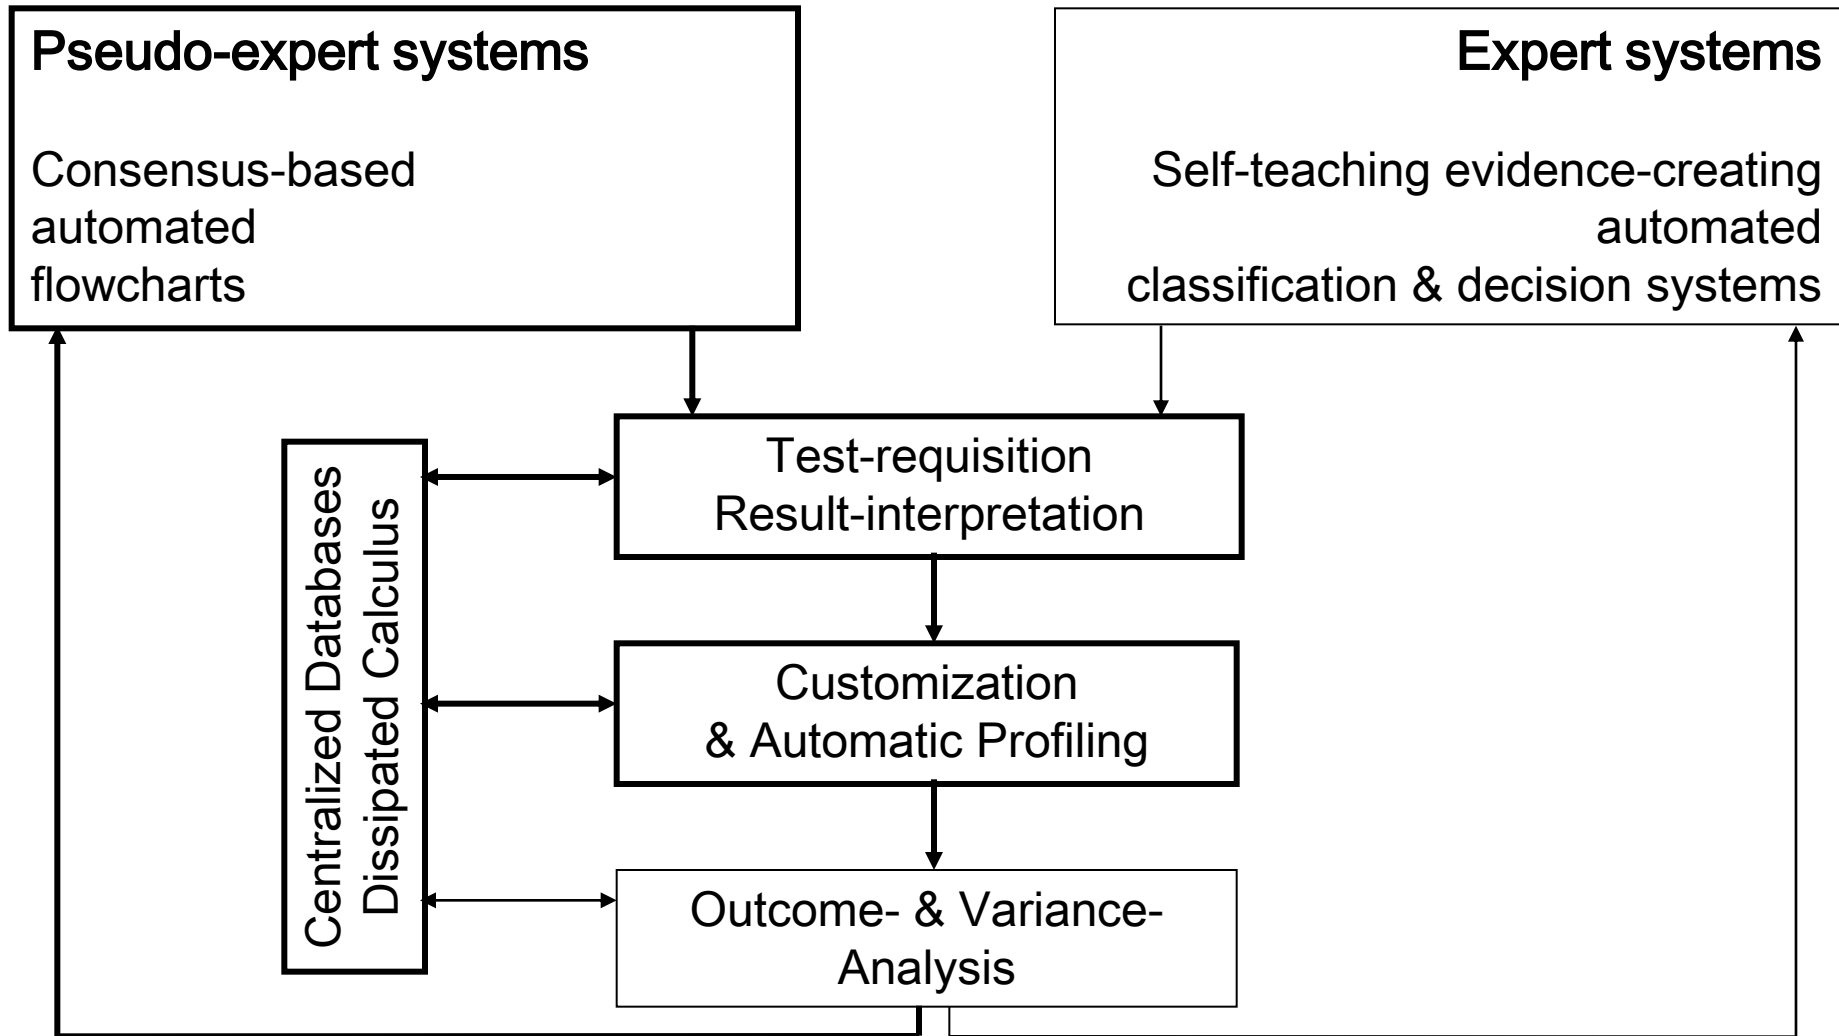 Pseudo-expert systems
Consensus-based
automated
flowcharts
Expert systems
Self-teaching evidence-creating
automated
classification & decision systems
Test-requisition
Result-interpretation
Centralized Databases
Dissipated Calculus
Customization
& Automatic Profiling
Outcome- & Variance-
Analysis